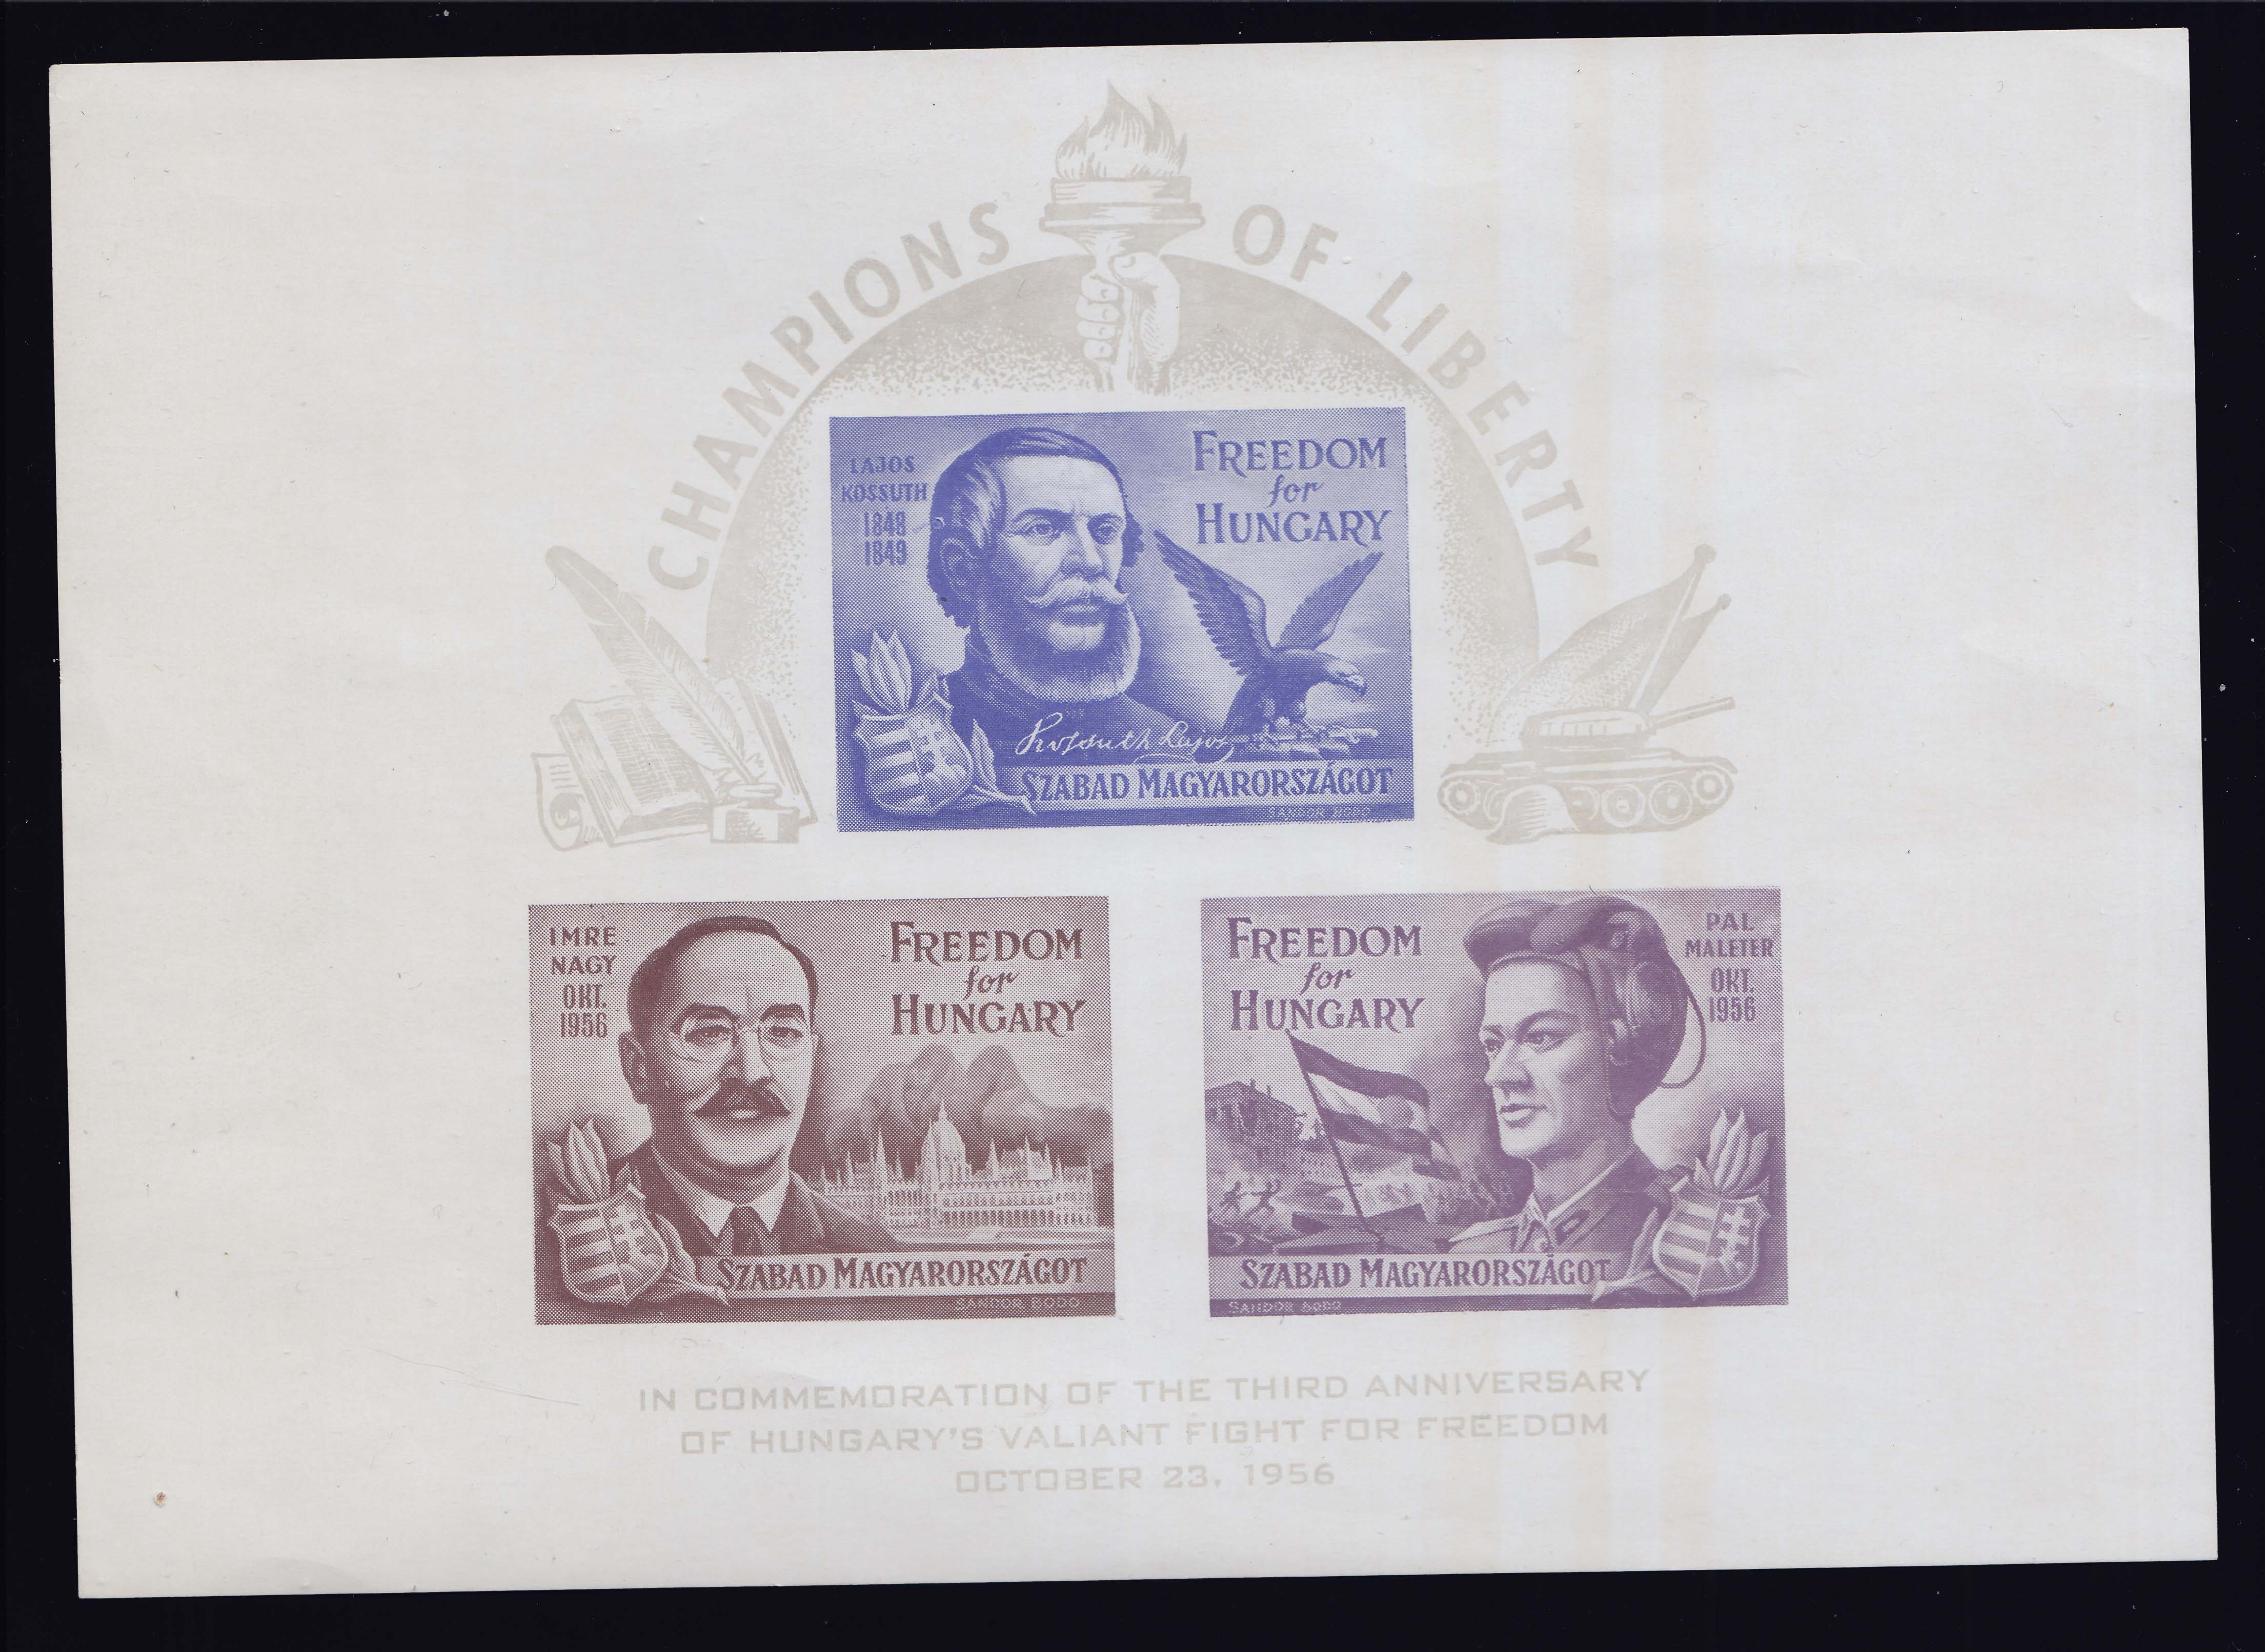 CHAMPIONS OF LIBERTY
LAJOS
KOSSUTH
1848
1849
FREEDOM
for
HUNGARY
Kossuth Lajos
SZABAD MAGYARORSZÁGOT
SANDOR BODO
IMRE
NAGY
OKT.
1956
FREEDOM
for
HUNGARY
SZABAD MAGYARORSZÁGOT
SANDOR BODO
FREEDOM
for
HUNGARY
PAL
MALETER
OKT.
1956
SZABAD MAGYARORSZÁGOT
SANDOR BODO
IN COMMEMORATION OF THE THIRD ANNIVERSARY
OF HUNGARY'S VALIANT FIGHT FOR FREEDOM
OCTOBER 23, 1956